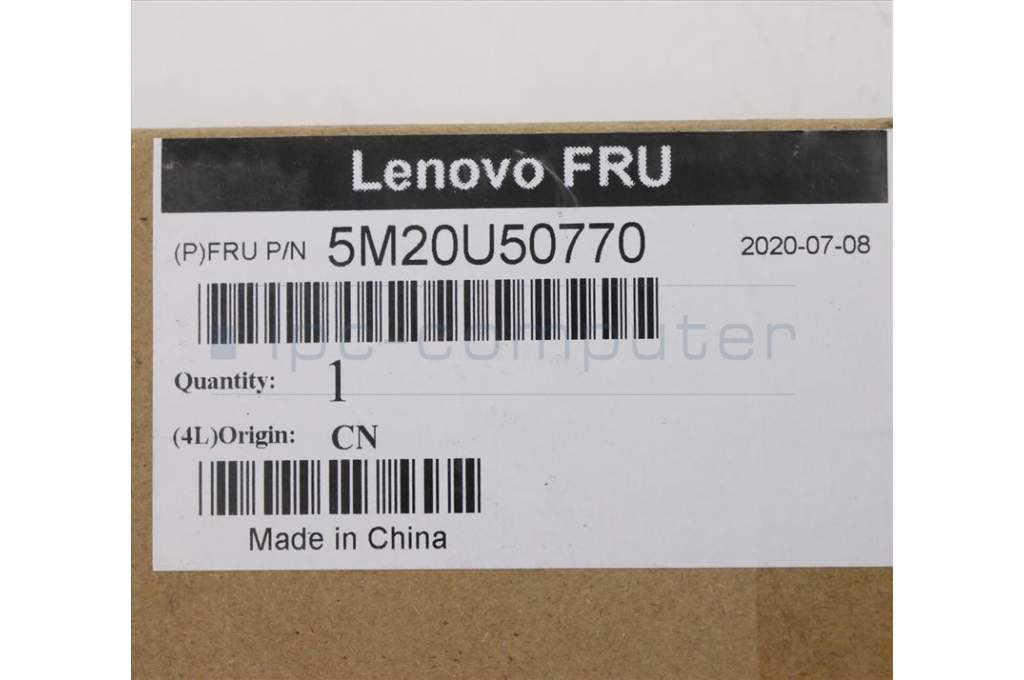 Lenovo FRU
(P)FRU P/N 5M20U50770 2020-07-08
ipc-computer
Quantity: 1
(4L)Origin: CN
Made in China